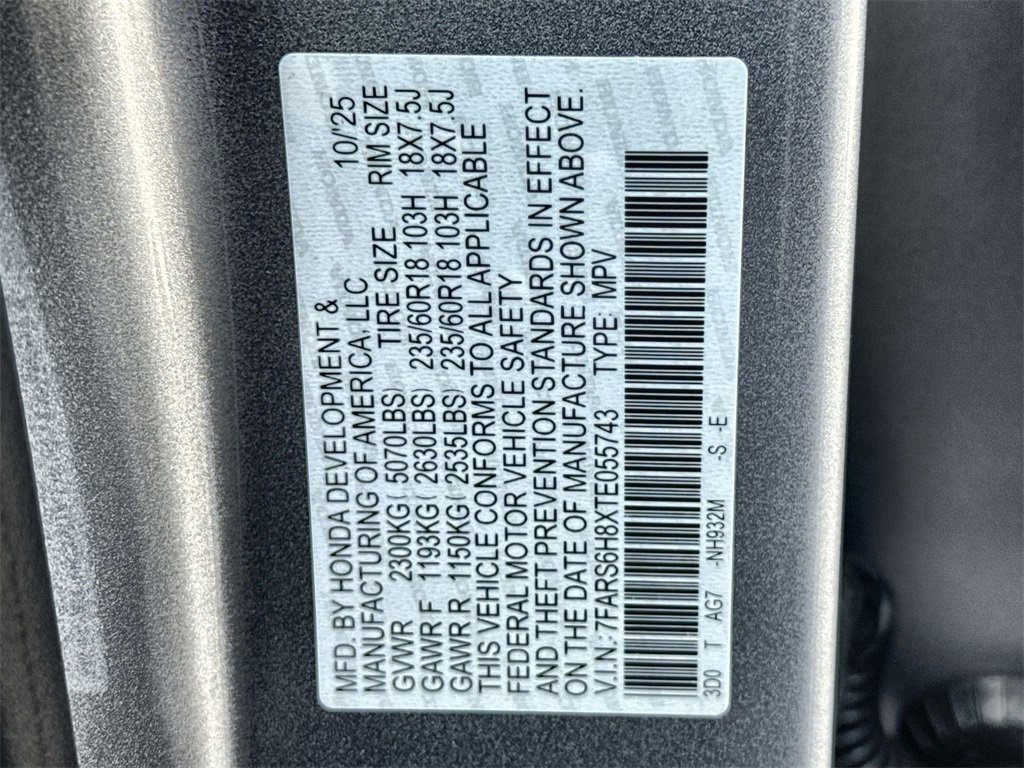 MFD. BY HONDA DEVELOPMENT & 10/'25
MANUFACTURING OF AMERICA, LLC
GVWR 2300KG( 5070LBS) TIRE SIZE RIM SIZE
GAWR F 1193KG( 2630LBS) 235/60R18 103H 18X7.5J
GAWR R 1150KG( 2535LBS) 235/60R18 103H 18X7.5J
THIS VEHICLE CONFORMS TO ALL APPLICABLE
FEDERAL MOTOR VEHICLE SAFETY
AND THEFT PREVENTION STANDARDS IN EFFECT
ON THE DATE OF MANUFACTURE SHOWN ABOVE.
V.I.N.: 7FARS6H8XTE055743 TYPE: MPV
3D0 T AG7 -NH932M -S -E